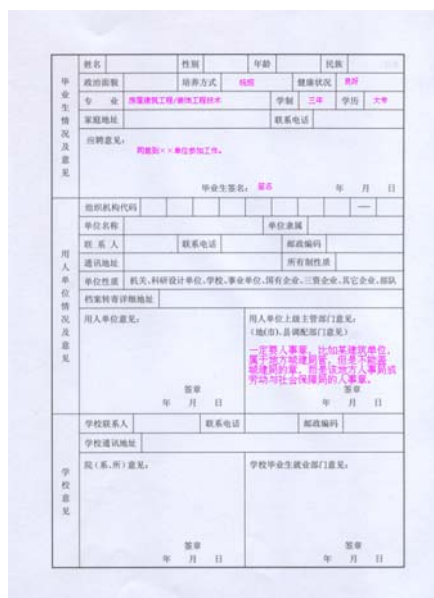 毕业生情况及意见
姓名 性别 年龄 民族
政治面貌 培养方式 统招 健康状况 良好
专 业 房屋建筑工程/装饰工程技术 学制 三年 学历 大专
家庭地址 联系电话
应聘意见:
同意到××单位参加工作。
毕业生签名: 签名 年 月 日
用人单位情况及意见
组织机构代码 —
单位名称 单位隶属
联系人 联系电话 邮政编码
通讯地址 所有制性质
单位性质 机关、科研设计单位、学校、事业单位、国有企业、三资企业、其它企业、部队
档案转寄详细地址
用人单位意见:
签章
年 月 日
用人单位上级主管部门意见:
(地(市)、县调配部门意见)
一定要人事章,比如某建筑单位,
属于地方城建局管,但是不能盖
城建局的章,而是该地方人事局或
劳动与社会保障局的人事章。
签章
年 月 日
学校意见
学校联系人 联系电话 邮政编码
学校通讯地址
院(系、所)意见:
签章
年 月 日
学校毕业生就业部门意见:
签章
年 月 日